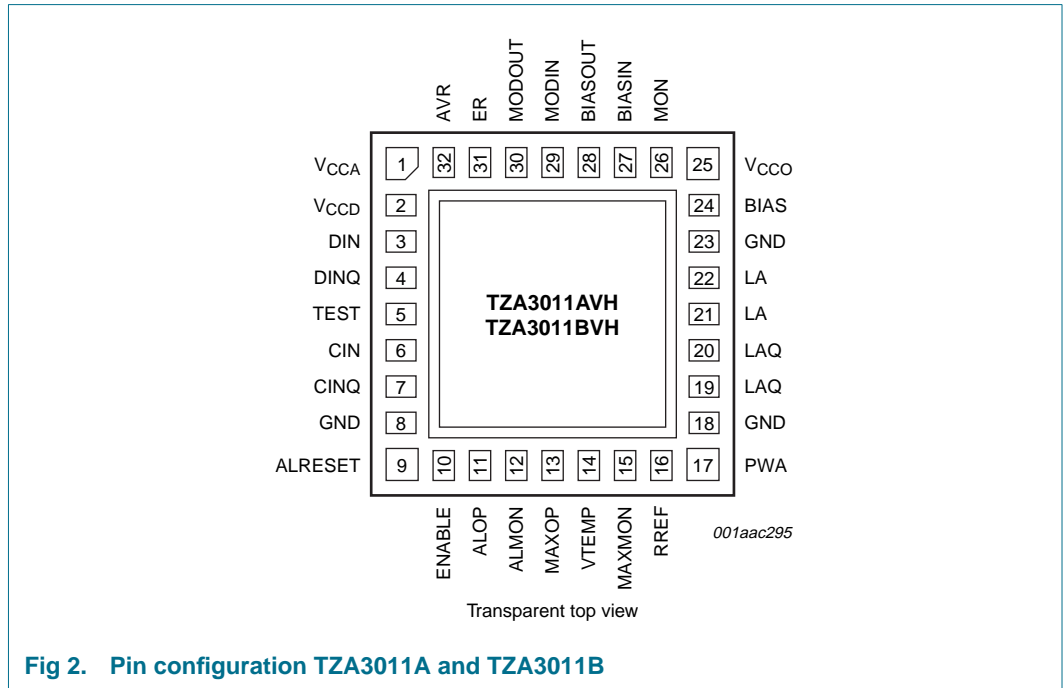 AVR
ER
MODOUT
MODIN
BIASOUT
BIASIN
MON
32
31
30
29
28
27
26
VCCA 1
25 VCCO
VCCD 2
24 BIAS
DIN 3
23 GND
DINQ 4
22 LA
TEST 5
21 LA
CIN 6
20 LAQ
CINQ 7
19 LAQ
GND 8
18 GND
ALRESET 9
17 PWA
TZA3011AVH
TZA3011BVH
10
11
12
13
14
15
16
ENABLE
ALOP
ALMON
MAXOP
VTEMP
MAXMON
RREF
001aac295
Transparent top view
Fig 2. Pin configuration TZA3011A and TZA3011B